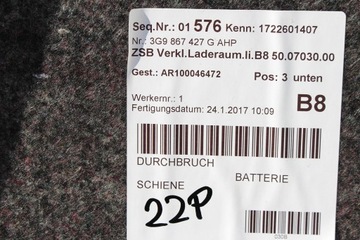 Seq.Nr.: 01 576 Kenn: 1722601407
Nr.: 3G9 867 427 G AHP
ZSB Verkl.Laderaum.li.B8 50.07030.00
Gest.: AR100046472 Pos: 3 unten
Werkernr.: 1 B8
Fertigungsdatum: 24.1.2017 10:09
DURCHBRUCH
SCHIENE BATTERIE
22P